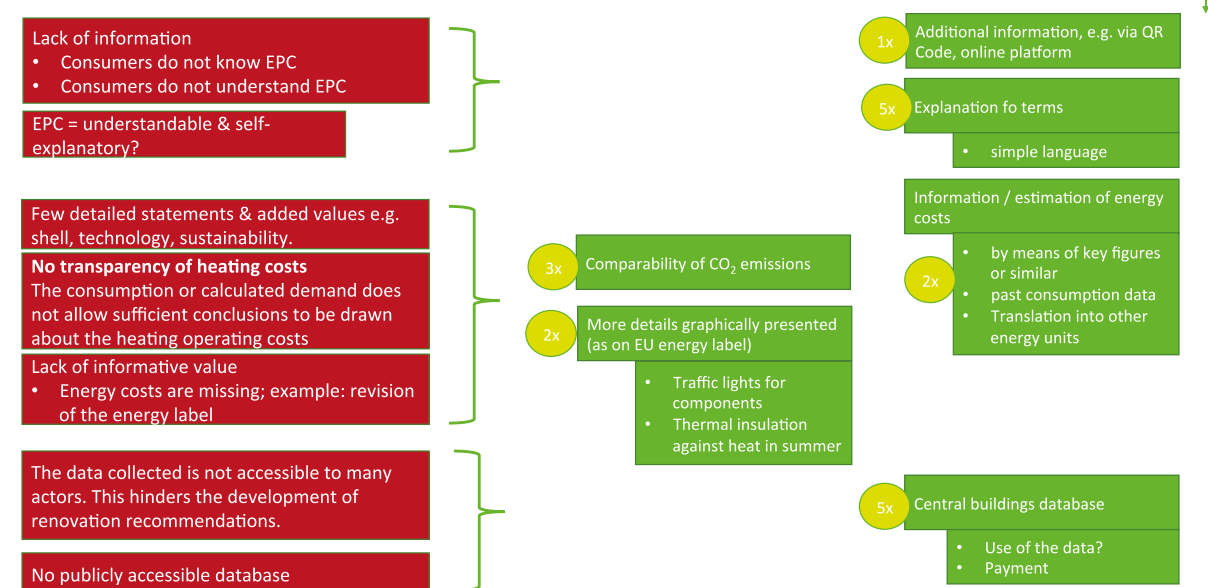 Lack of information
• Consumers do not know EPC
• Consumers do not understand EPC
EPC = understandable & self-
explanatory?
1x
Additional information, e.g. via QR
Code, online platform
5x
Explanation fo terms
• simple language
Few detailed statements & added values e.g.
shell, technology, sustainability.
No transparency of heating costs
The consumption or calculated demand does
not allow sufficient conclusions to be drawn
about the heating operating costs
Lack of informative value
• Energy costs are missing; example: revision
of the energy label
3x
Comparability of CO₂ emissions
2x
More details graphically presented
(as on EU energy label)
• Traffic lights for
components
• Thermal insulation
against heat in summer
Information / estimation of energy
costs
2x
• by means of key figures
or similar
• past consumption data
• Translation into other
energy units
The data collected is not accessible to many
actors. This hinders the development of
renovation recommendations.
No publicly accessible database
5x
Central buildings database
• Use of the data?
• Payment